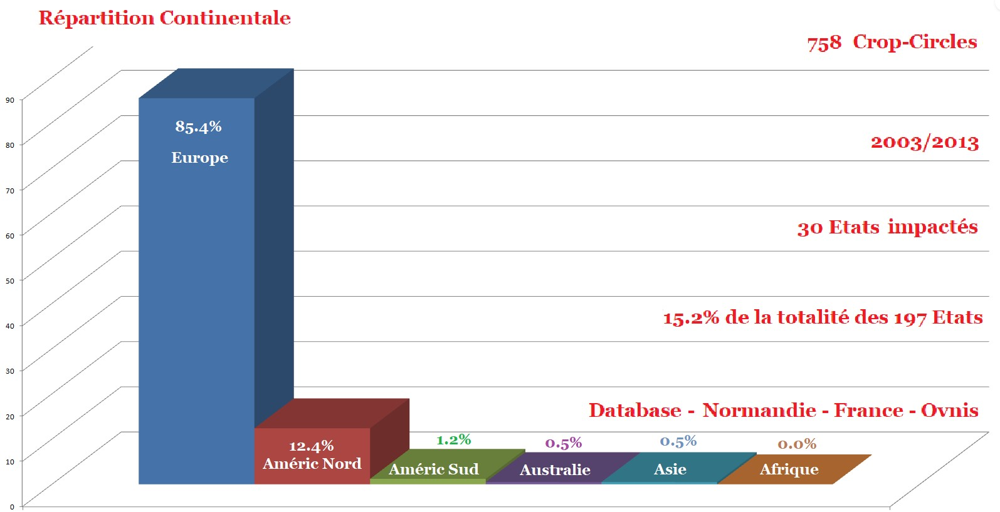 Répartition Continentale
758 Crop-Circles
2003/2013
30 Etats impactés
15.2% de la totalité des 197 Etats
Database - Normandie - France - Ovnis
90
80
70
60
50
40
30
20
10
0
85.4%
Europe
12.4%
Améric Nord
1.2%
Améric Sud
0.5%
Australie
0.5%
Asie
0.0%
Afrique